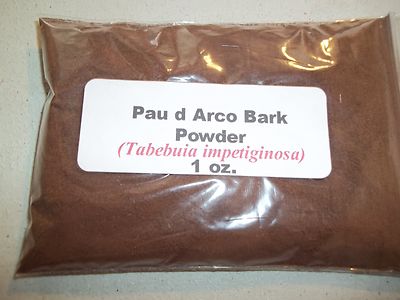 Pau d Arco Bark
Powder
(Tabebuia impetiginosa)
1 oz.